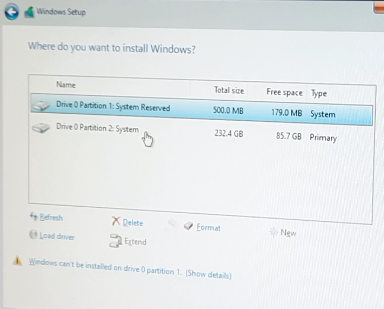 Windows Setup
Where do you want to install Windows?
Name Total size Free space Type
Drive 0 Partition 1: System Reserved 500.0 MB 179.0 MB System
Drive 0 Partition 2: System 232.4 GB 85.7 GB Primary
Refresh Delete Format New
Load driver Extend
Windows can't be installed on drive 0 partition 1. (Show details)